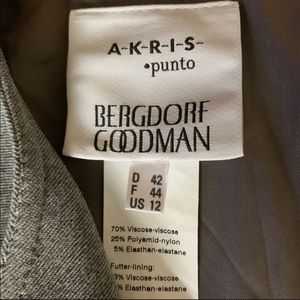 A-K-R-I-S-
•punto
BERGDORF
GOODMAN
D 42
F 44
US 12
70% Viscose-viscose
25% Polyamid-nylon
5% Elasthan-elastane
Futter-lining:
3% Viscose-viscose
Elasthan-elastane